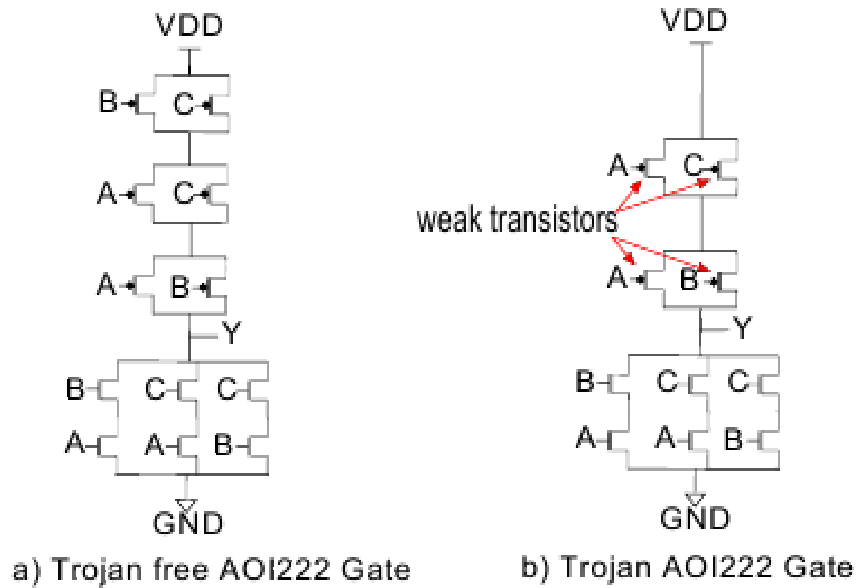 VDD
B C
A C
A B
Y
B C C
A A B
GND
a) Trojan free AOI222 Gate
VDD
A C
weak transistors
A B
Y
B C C
A A B
GND
b) Trojan AOI222 Gate